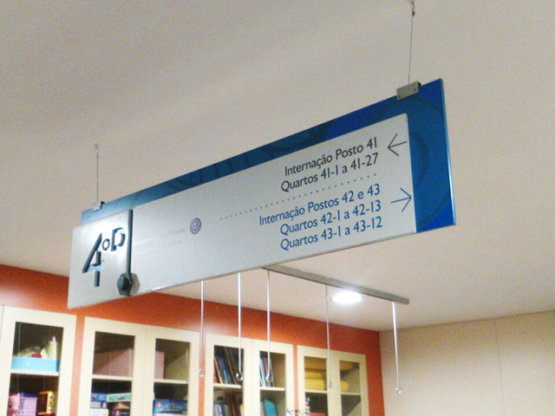 4ºP
Internação Posto 41
Quartos 41-1 a 41-27
Internação Postos 42 e 43
Quartos 42-1 a 42-13
Quartos 43-1 a 43-12